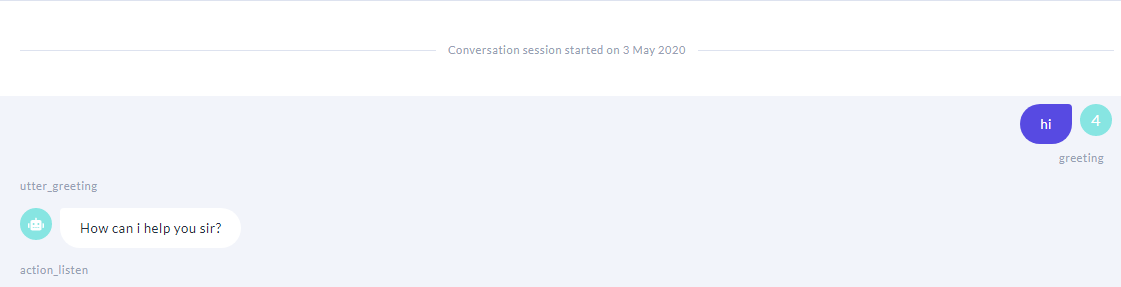 Conversation session started on 3 May 2020
hi
4
greeting
utter_greeting
How can i help you sir?
action_listen